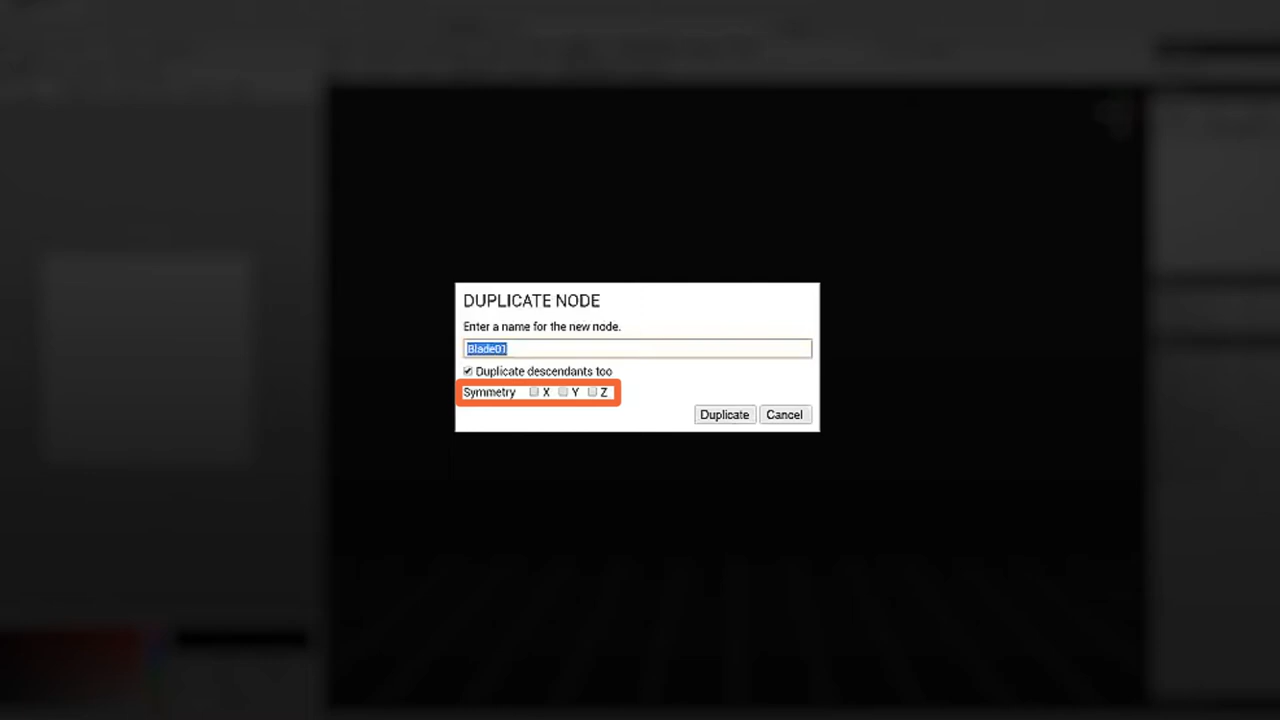 DUPLICATE NODE
Enter a name for the new node.
Blade01
Duplicate descendants too
Symmetry X Y Z
Duplicate Cancel